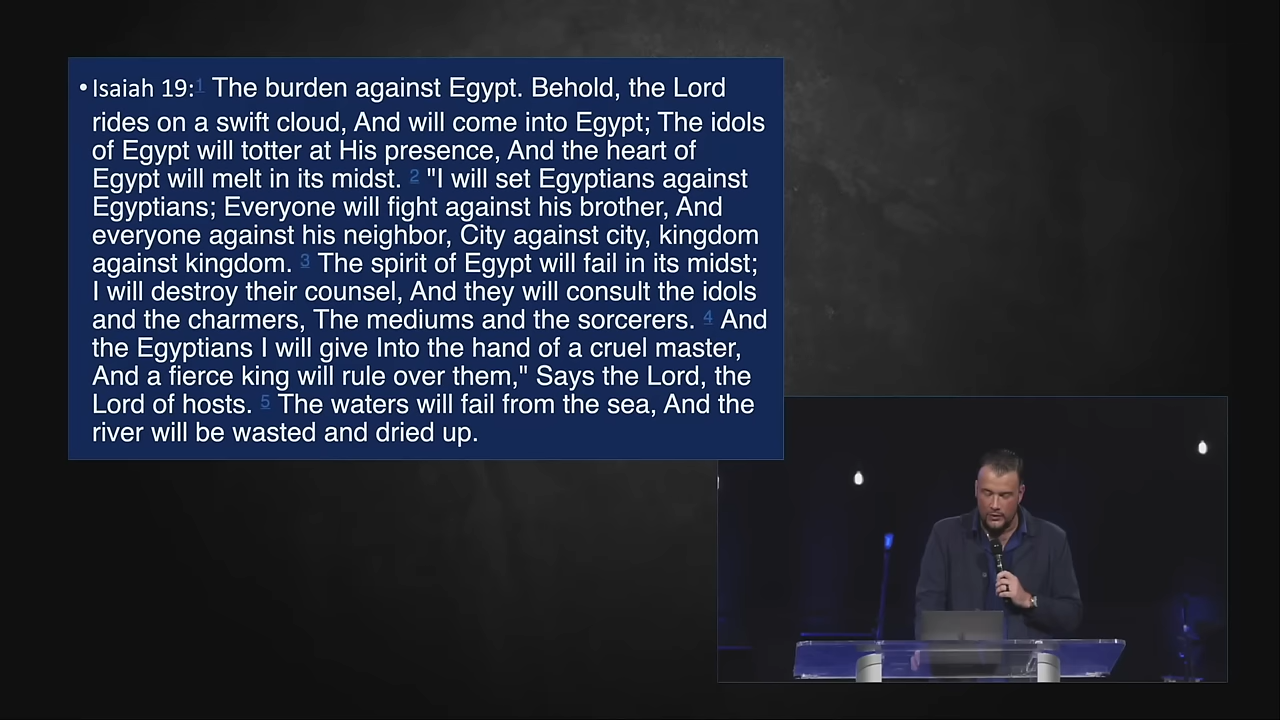 • Isaiah 19:1 The burden against Egypt. Behold, the Lord
rides on a swift cloud, And will come into Egypt; The idols
of Egypt will totter at His presence, And the heart of
Egypt will melt in its midst. 2 "I will set Egyptians against
Egyptians; Everyone will fight against his brother, And
everyone against his neighbor, City against city, kingdom
against kingdom. 3 The spirit of Egypt will fail in its midst;
I will destroy their counsel, And they will consult the idols
and the charmers, The mediums and the sorcerers. 4 And
the Egyptians I will give Into the hand of a cruel master,
And a fierce king will rule over them," Says the Lord, the
Lord of hosts. 5 The waters will fail from the sea, And the
river will be wasted and dried up.